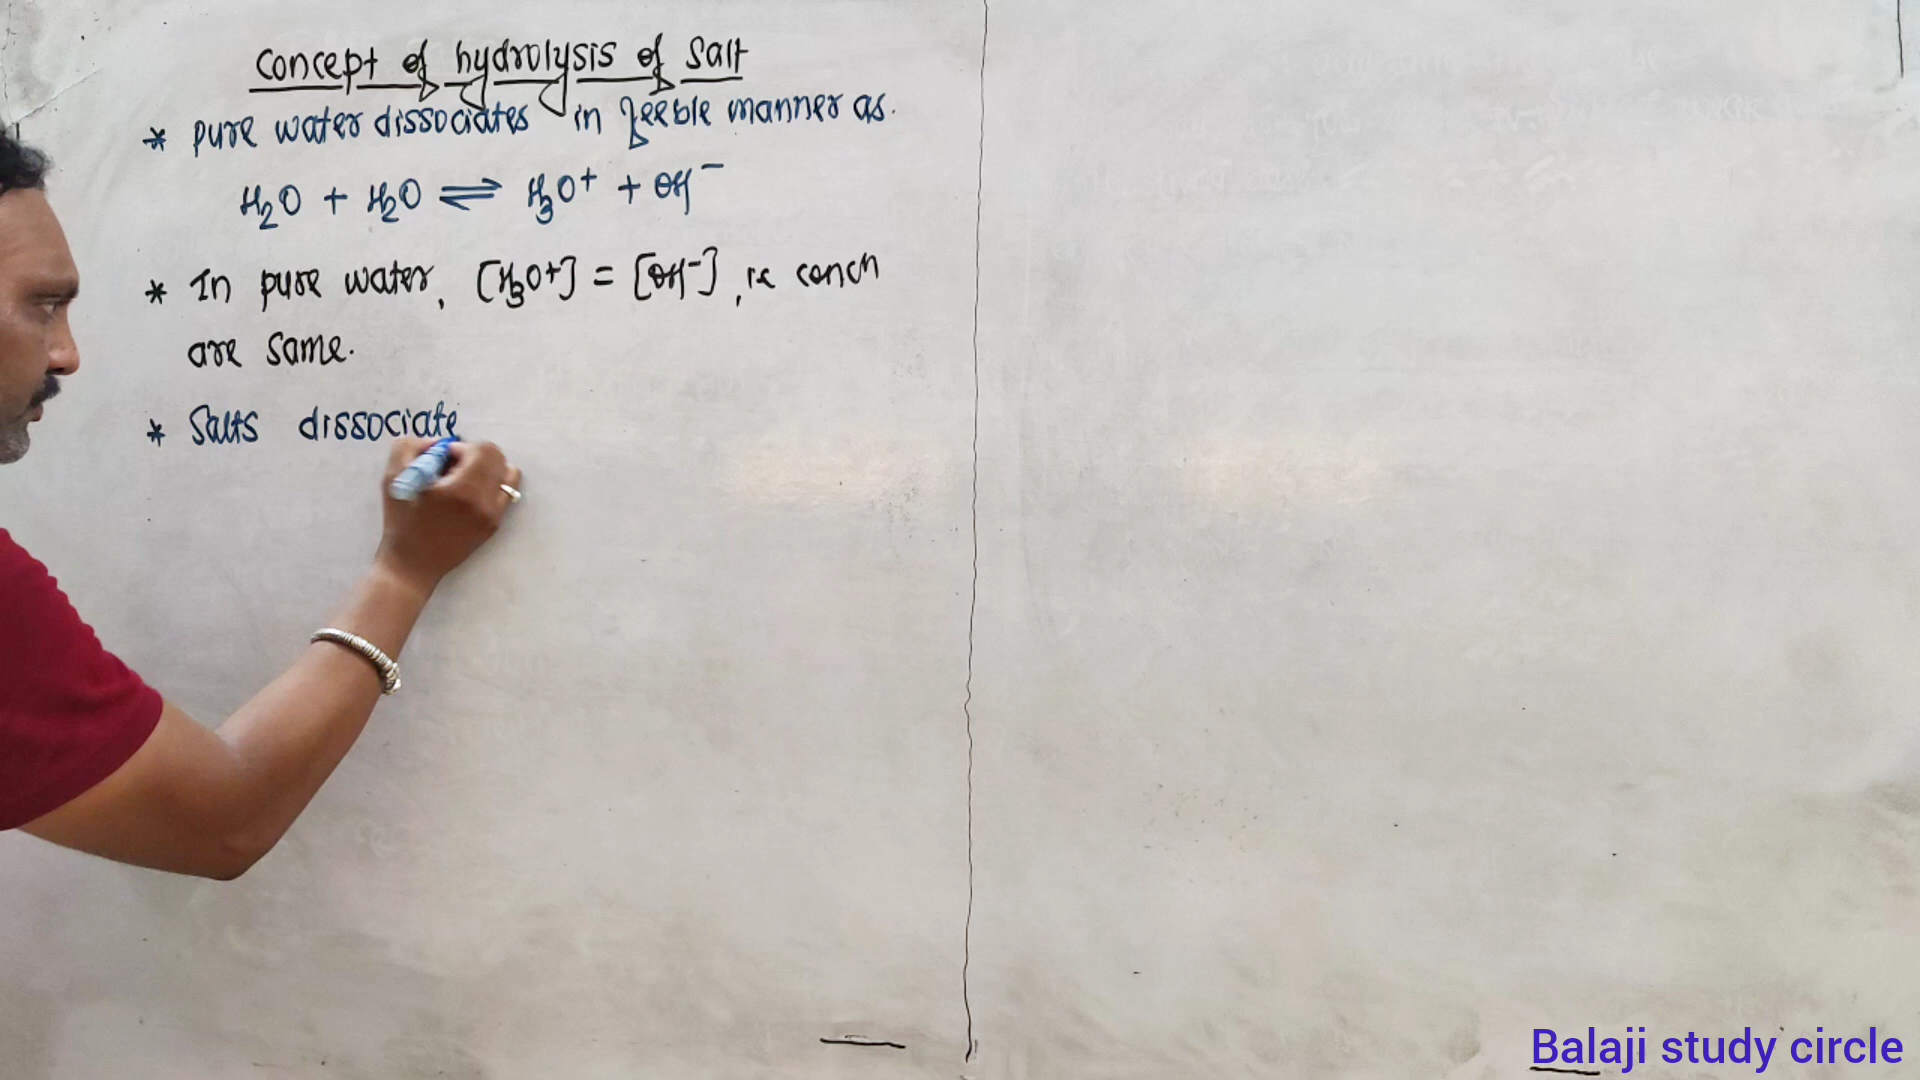 Concept of hydrolysis of Salt
* pure water dissociates in feeble manner as.
H₂O + H₂O ⇌ H₃O⁺ + OH⁻
* In pure water, [H₃O+] = [OH⁻], ie concn
are same.
* Salts dissociate
Balaji study circle